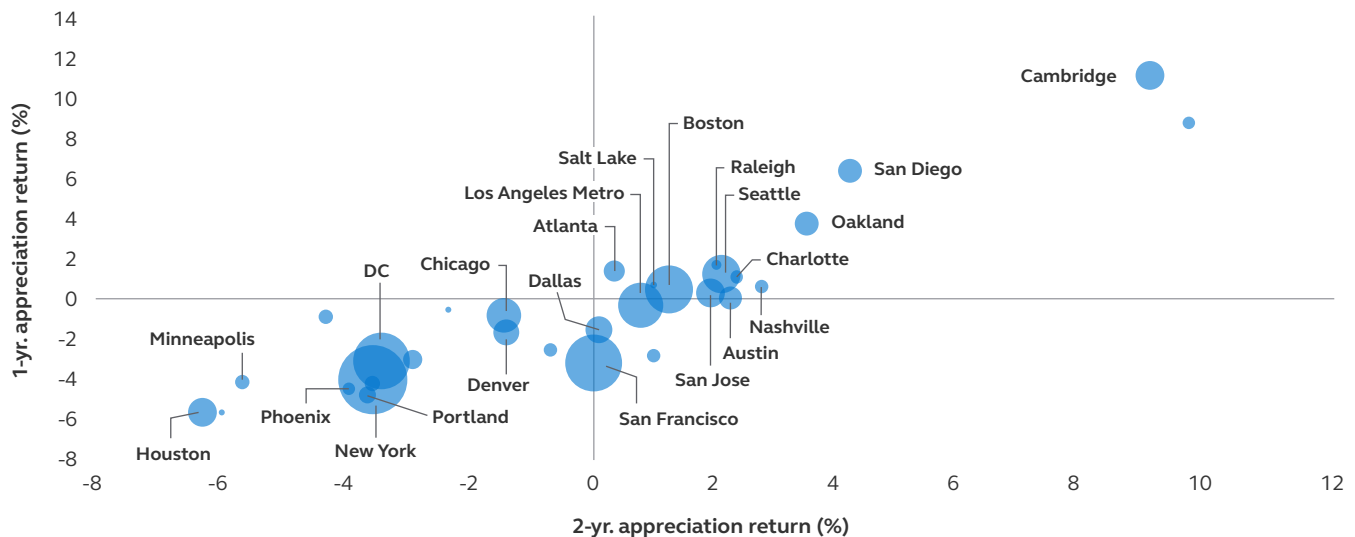 14
12
10
8
6
4
2
0
-2
-4
-6
-8
1-yr. appreciation return (%)
Cambridge
Boston
Salt Lake
Raleigh
San Diego
Los Angeles Metro
Seattle
Atlanta
Oakland
DC
Chicago
Dallas
Charlotte
Minneapolis
Nashville
Austin
San Jose
Denver
Phoenix
Portland
San Francisco
Houston
New York
-8
-6
-4
-2
0
2
4
6
8
10
12
2-yr. appreciation return (%)